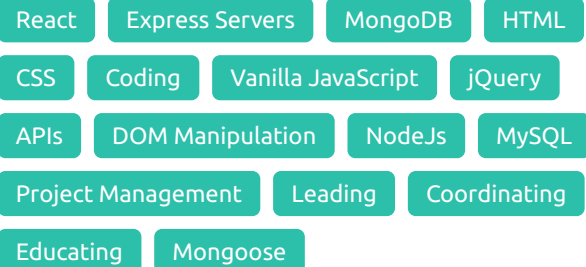 React Express Servers MongoDB HTML
CSS Coding Vanilla JavaScript jQuery
APIs DOM Manipulation NodeJs MySQL
Project Management Leading Coordinating
Educating Mongoose